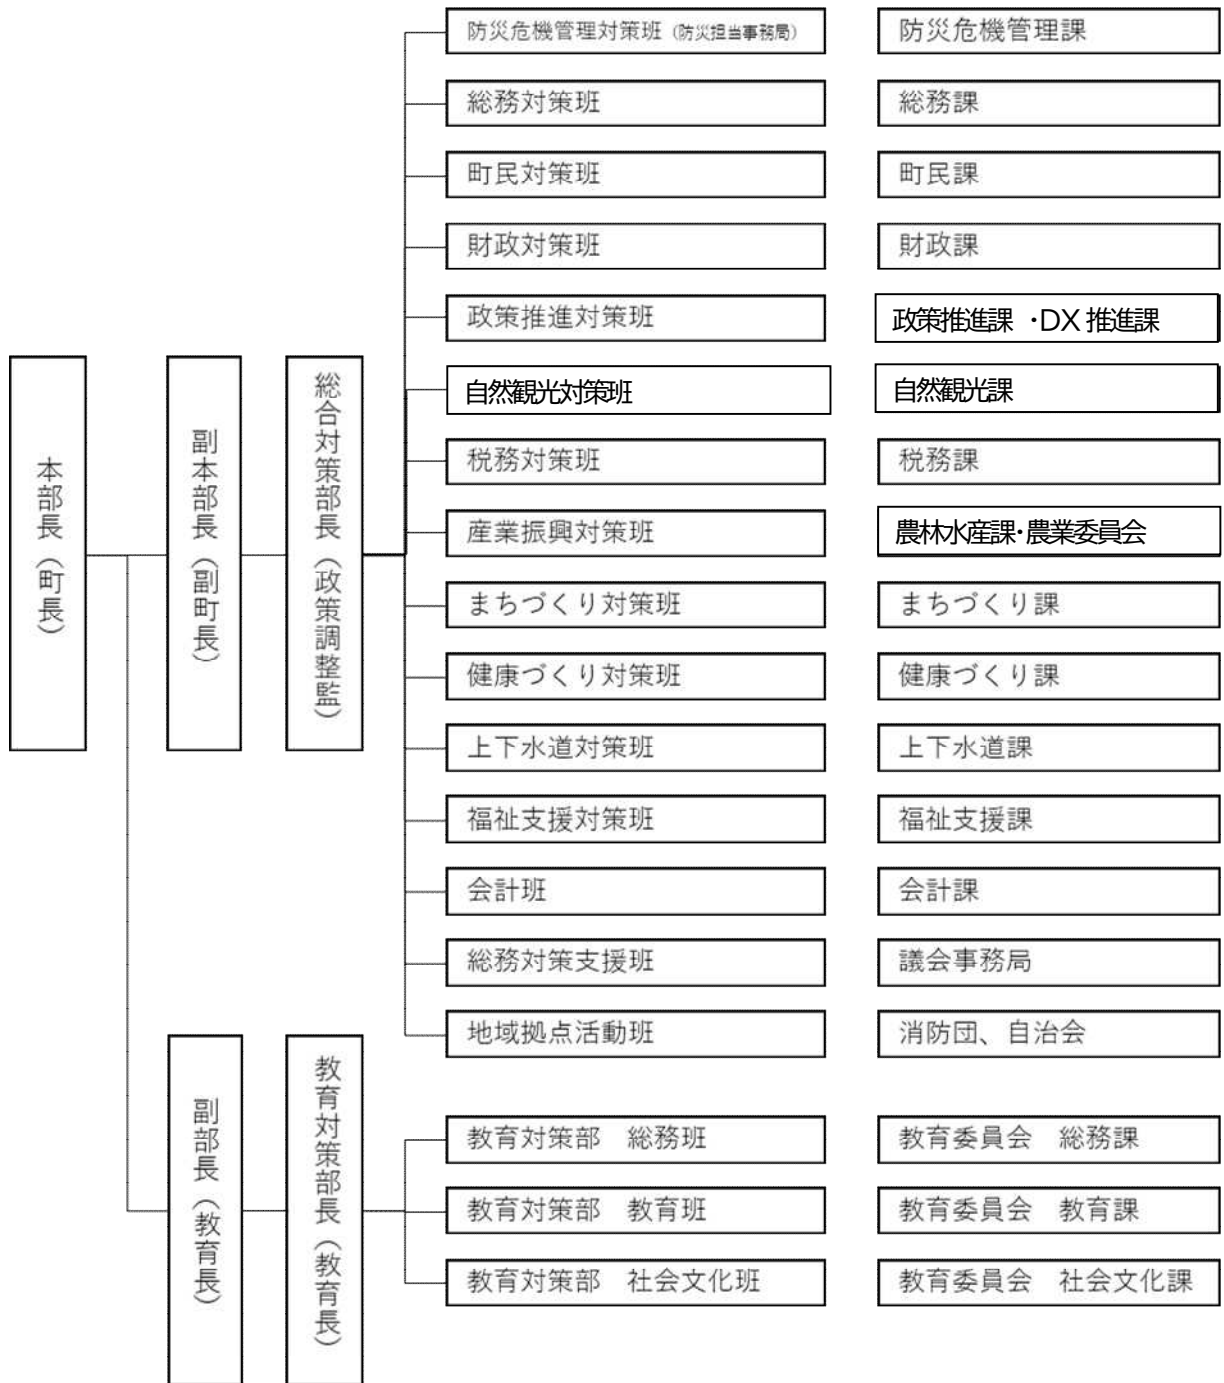 防災危機管理対策班（防災担当事務局） 防災危機管理課
総務対策班 総務課
町民対策班 町民課
財政対策班 財政課
政策推進対策班 政策推進課 ・DX 推進課
自然観光対策班 自然観光課
税務対策班 税務課
産業振興対策班 農林水産課・農業委員会
まちづくり対策班 まちづくり課
健康づくり対策班 健康づくり課
上下水道対策班 上下水道課
福祉支援対策班 福祉支援課
会計班 会計課
総務対策支援班 議会事務局
地域拠点活動班 消防団、自治会
教育対策部　総務班 教育委員会　総務課
教育対策部　教育班 教育委員会　教育課
教育対策部　社会文化班 教育委員会　社会文化課
本部長（町長）
副本部長（副町長）
総合対策部長（政策調整監）
副部長（教育長）
教育対策部長（教育長）